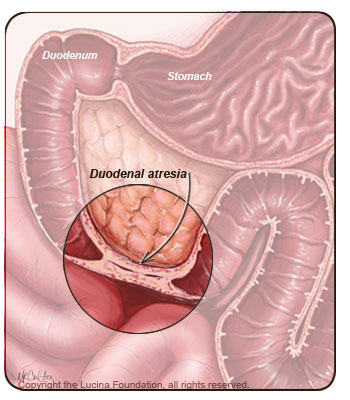 Duodenum
Stomach
Duodenal atresia
Copyright the Lucina Foundation, all rights reserved.